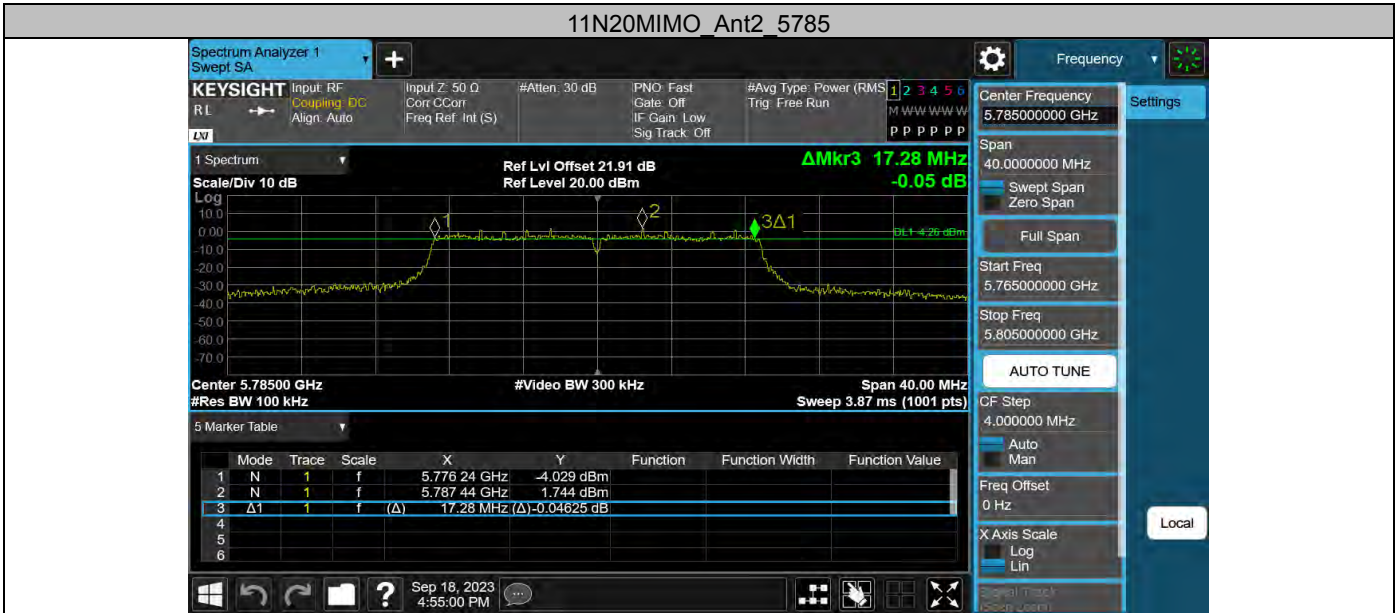 11N20MIMO_Ant2_5785
Spectrum Analyzer 1
Swept SA
+
Frequency
KEYSIGHT
RL
LXI
Input: RF
Coupling: DC
Align: Auto
Input Z: 50 Ω
Corr CCorr
Freq Ref: Int (S)
#Atten: 30 dB
PNO: Fast
Gate: Off
IF Gain: Low
Sig Track: Off
#Avg Type: Power (RMS
Trig: Free Run
1 2 3 4 5 6
M W W W W W
P P P P P P
1 Spectrum
Scale/Div 10 dB
Ref Lvl Offset 21.91 dB
Ref Level 20.00 dBm
ΔMkr3 17.28 MHz
-0.05 dB
Log
10.0
0.00
-10.0
-20.0
-30.0
-40.0
-50.0
-60.0
-70.0
1
2
3Δ1
DL1 -4.26 dBm
Center 5.78500 GHz
#Res BW 100 kHz
#Video BW 300 kHz
Span 40.00 MHz
Sweep 3.87 ms (1001 pts)
5 Marker Table
Mode Trace Scale X Y Function Function Width Function Value
1 N 1 f 5.776 24 GHz -4.029 dBm
2 N 1 f 5.787 44 GHz 1.744 dBm
3 Δ1 1 f (Δ) 17.28 MHz (Δ) -0.04625 dB
4
5
6
?
Sep 18, 2023
4:55:00 PM
Center Frequency
5.785000000 GHz
Span
40.0000000 MHz
Swept Span
Zero Span
Full Span
Start Freq
5.765000000 GHz
Stop Freq
5.805000000 GHz
AUTO TUNE
CF Step
4.000000 MHz
Auto
Man
Freq Offset
0 Hz
X Axis Scale
Log
Lin
Signal Track
(Span Zoom)
Settings
Local